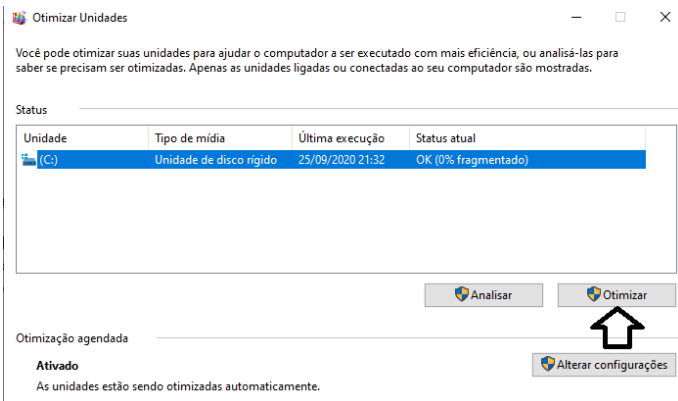 Otimizar Unidades
Você pode otimizar suas unidades para ajudar o computador a ser executado com mais eficiência, ou analisá-las para
saber se precisam ser otimizadas. Apenas as unidades ligadas ou conectadas ao seu computador são mostradas.
Status
Unidade Tipo de mídia Última execução Status atual
(C:) Unidade de disco rígido 25/09/2020 21:32 OK (0% fragmentado)
Analisar Otimizar
Otimização agendada
Ativado Alterar configurações
As unidades estão sendo otimizadas automaticamente.